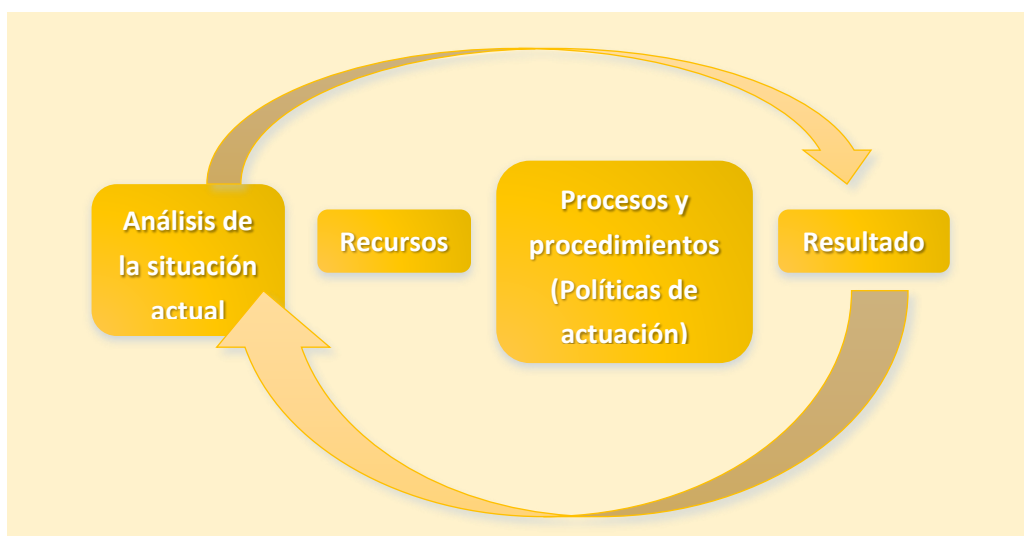 Análisis de
la situación
actual
Recursos
Procesos y
procedimientos
(Políticas de
actuación)
Resultado